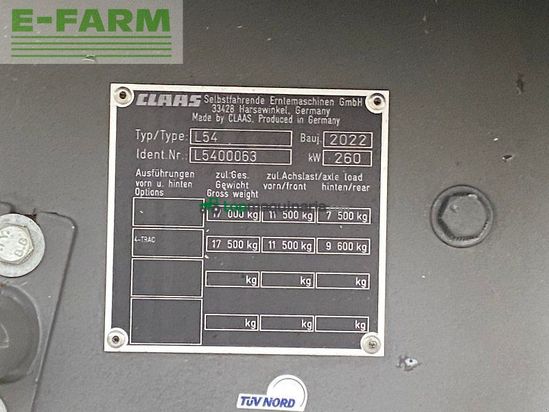 E-FARM
CLAAS Selbstfahrende Erntemaschinen GmbH
33428 Harsewinkel, Germany
Made by CLAAS, Produced in Germany
Typ/Type: L54 Bauj. 2022
Ident.Nr.: L5400063 kW 260
Ausführungen zul.Ges. zul.Achslast/axle load
vorn u. hinten Gewicht vorn/front hinten/rear
Options Gross weight
17 000 kg 11 500 kg 7 500 kg
4-TRAC 17 500 kg 11 500 kg 9 600 kg
kg kg kg
kg kg kg
TÜV NORD